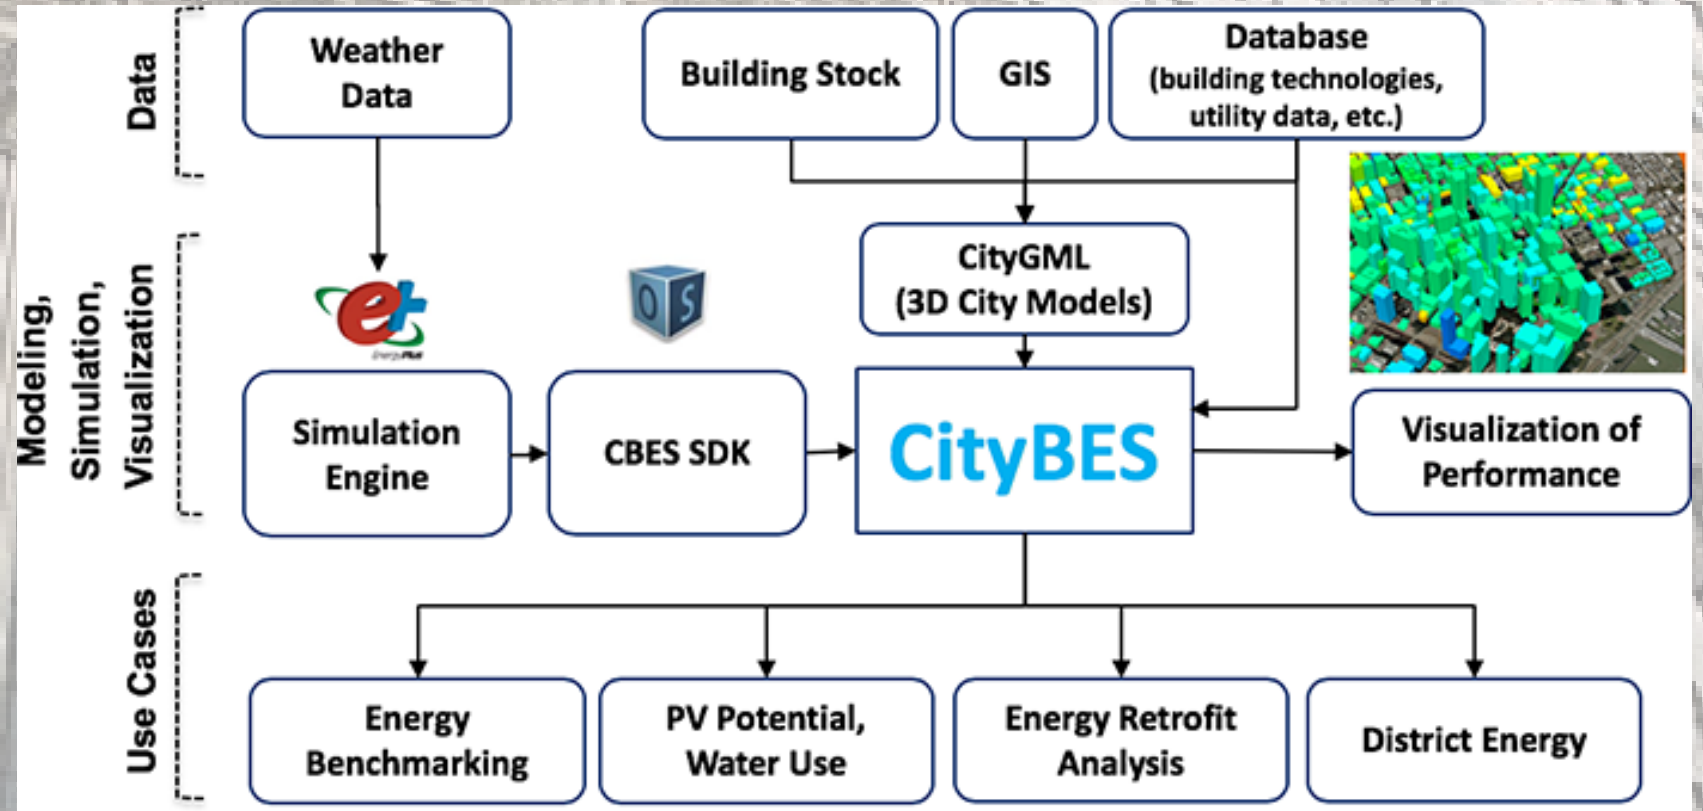 Data
Weather
Data
Building Stock
GIS
Database
(building technologies,
utility data, etc.)
Modeling,
Simulation,
Visualization
e+
EnergyPlus
OS
CityGML
(3D City Models)
Simulation
Engine
CBES SDK
CityBES
Visualization of
Performance
Use Cases
Energy
Benchmarking
PV Potential,
Water Use
Energy Retrofit
Analysis
District Energy